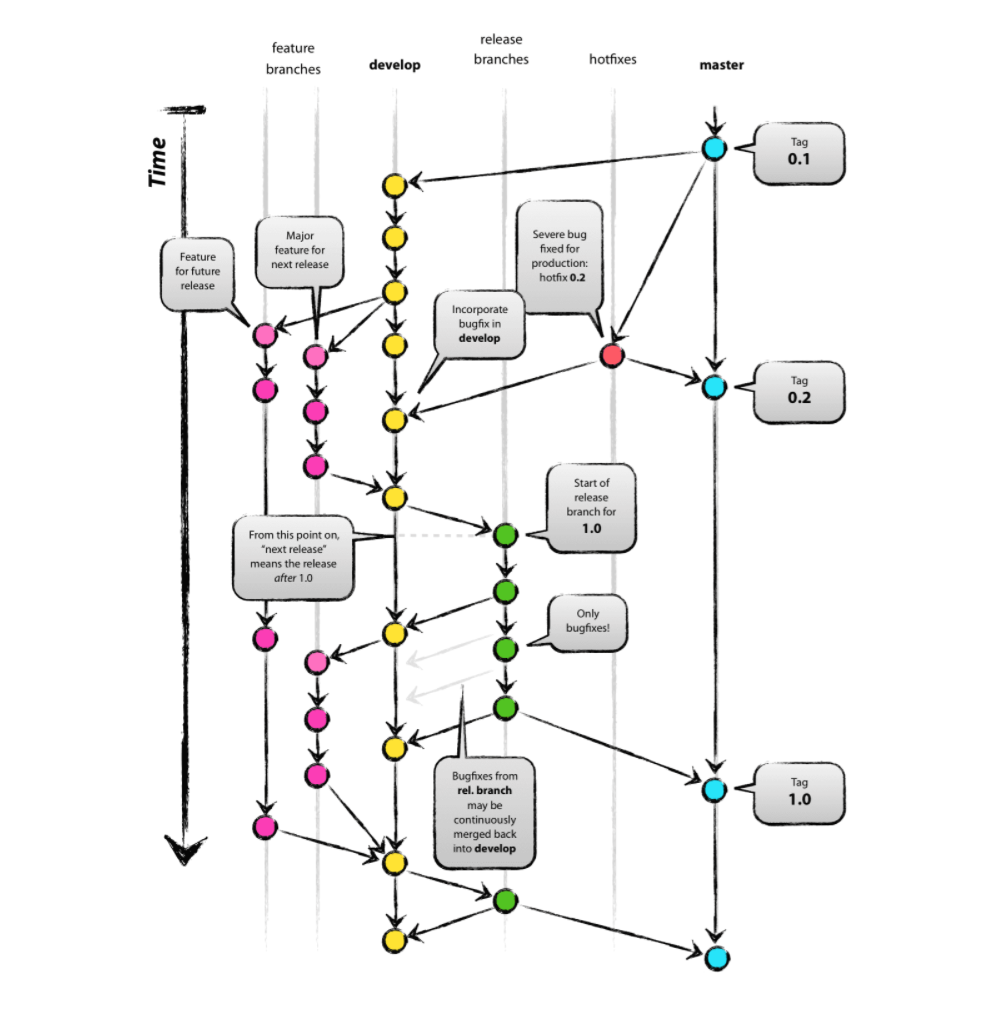 feature
branches
develop
release
branches
hotfixes
master
Time
Tag
0.1
Feature
for future
release
Major
feature for
next release
Severe bug
fixed for
production:
hotfix 0.2
Incorporate
bugfix in
develop
Tag
0.2
Start of
release
branch for
1.0
From this point on,
“next release”
means the release
after 1.0
Only
bugfixes!
Bugfixes from
rel. branch
may be
continuously
merged back
into develop
Tag
1.0